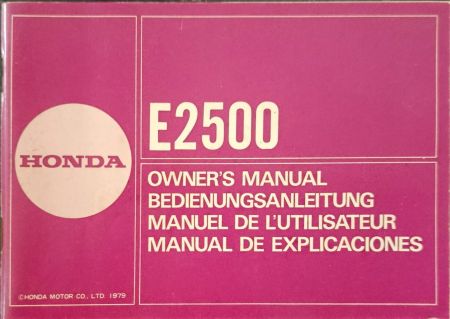 E2500
HONDA
OWNER'S MANUAL
BEDIENUNGSANLEITUNG
MANUEL DE L'UTILISATEUR
MANUAL DE EXPLICACIONES
©HONDA MOTOR CO., LTD. 1979